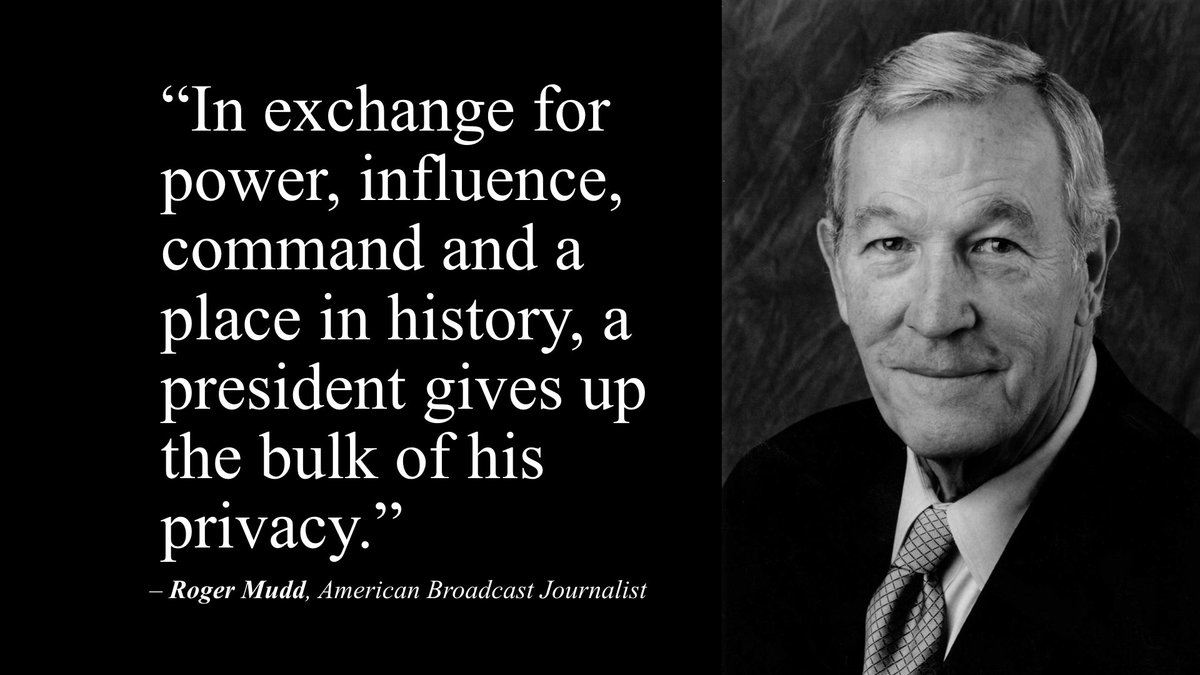 “In exchange for
power, influence,
command and a
place in history, a
president gives up
the bulk of his
privacy.”
– Roger Mudd, American Broadcast Journalist